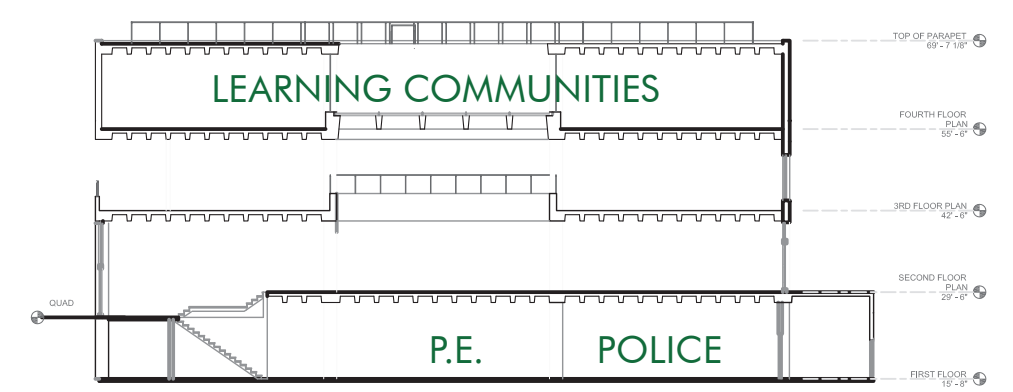 TOP OF PARAPET
69' - 7 1/8"
LEARNING COMMUNITIES
FOURTH FLOOR
PLAN
55' - 6"
3RD FLOOR PLAN
42' - 6"
SECOND FLOOR
PLAN
29' - 6"
QUAD
P.E.
POLICE
FIRST FLOOR
15' - 8"